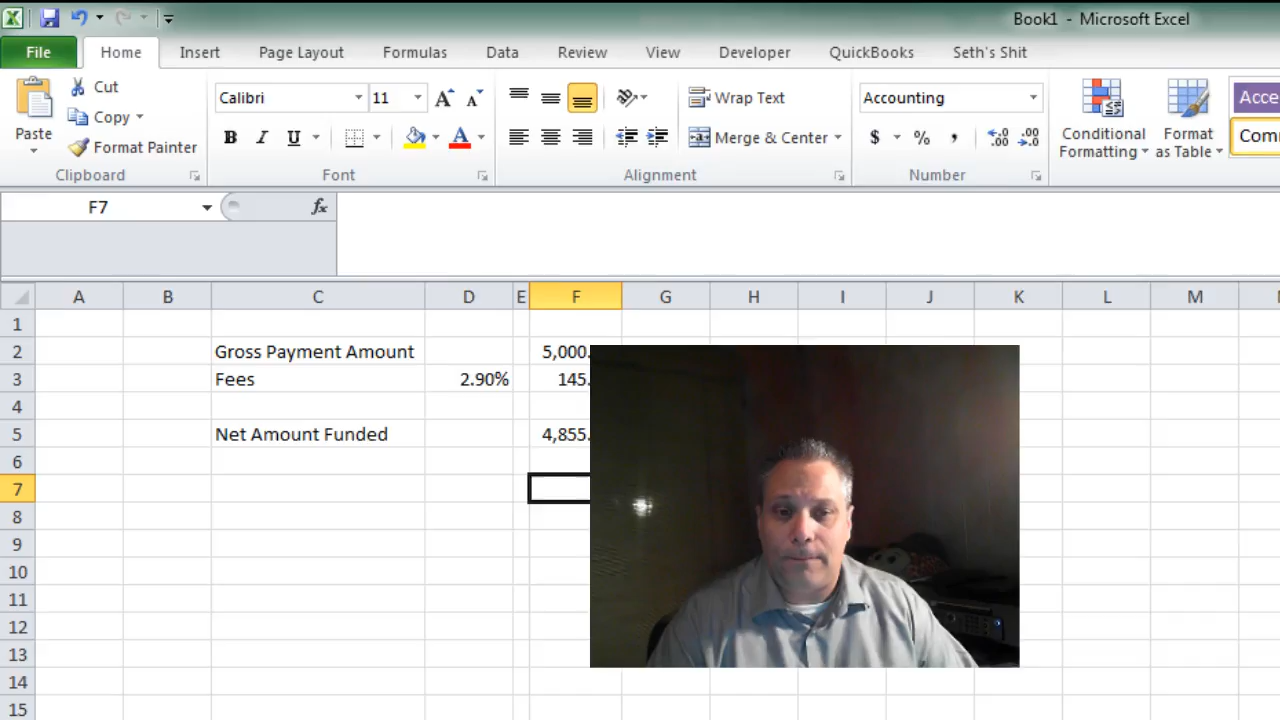 Book1 - Microsoft Excel
File Home Insert Page Layout Formulas Data Review View Developer QuickBooks Seth's Shit
Cut
Calibri 11 Wrap Text Accounting
Copy
Paste
Format Painter
B I U Merge & Center $ % , .00 .00
Conditional Formatting
Format as Table
Clipboard Font Alignment Number
F7 fx
A B C D E F G H I J K L M
1
2 Gross Payment Amount 5,000.
3 Fees 2.90% 145.
4
5 Net Amount Funded 4,855.
6
7
8
9
10
11
12
13
14
15